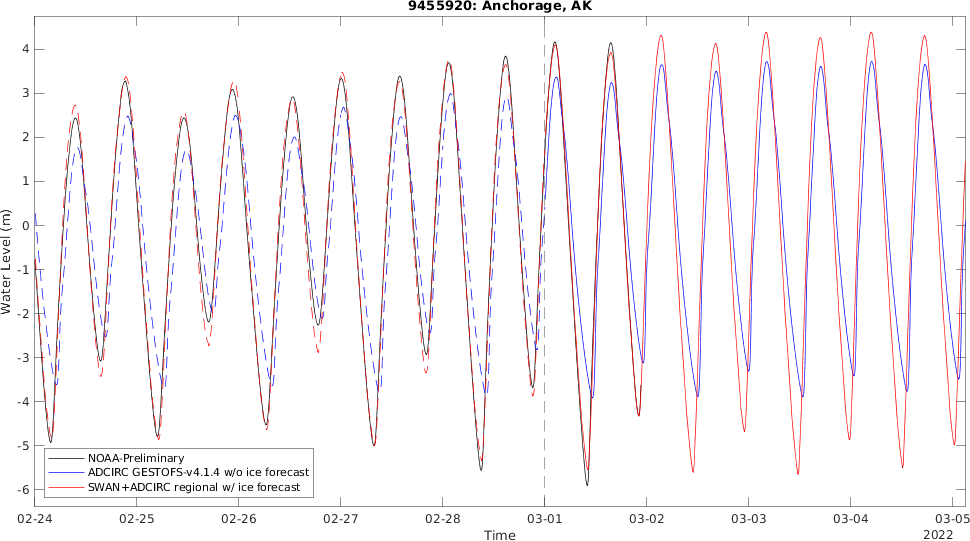 9455920: Anchorage, AK
4
3
2
1
0
-1
-2
-3
-4
-5
-6
Water Level (m)
NOAA-Preliminary
ADCIRC GESTOFS-v4.1.4 w/o ice forecast
SWAN+ADCIRC regional w/ ice forecast
02-24 02-25 02-26 02-27 02-28 03-01 03-02 03-03 03-04 03-05
Time
2022